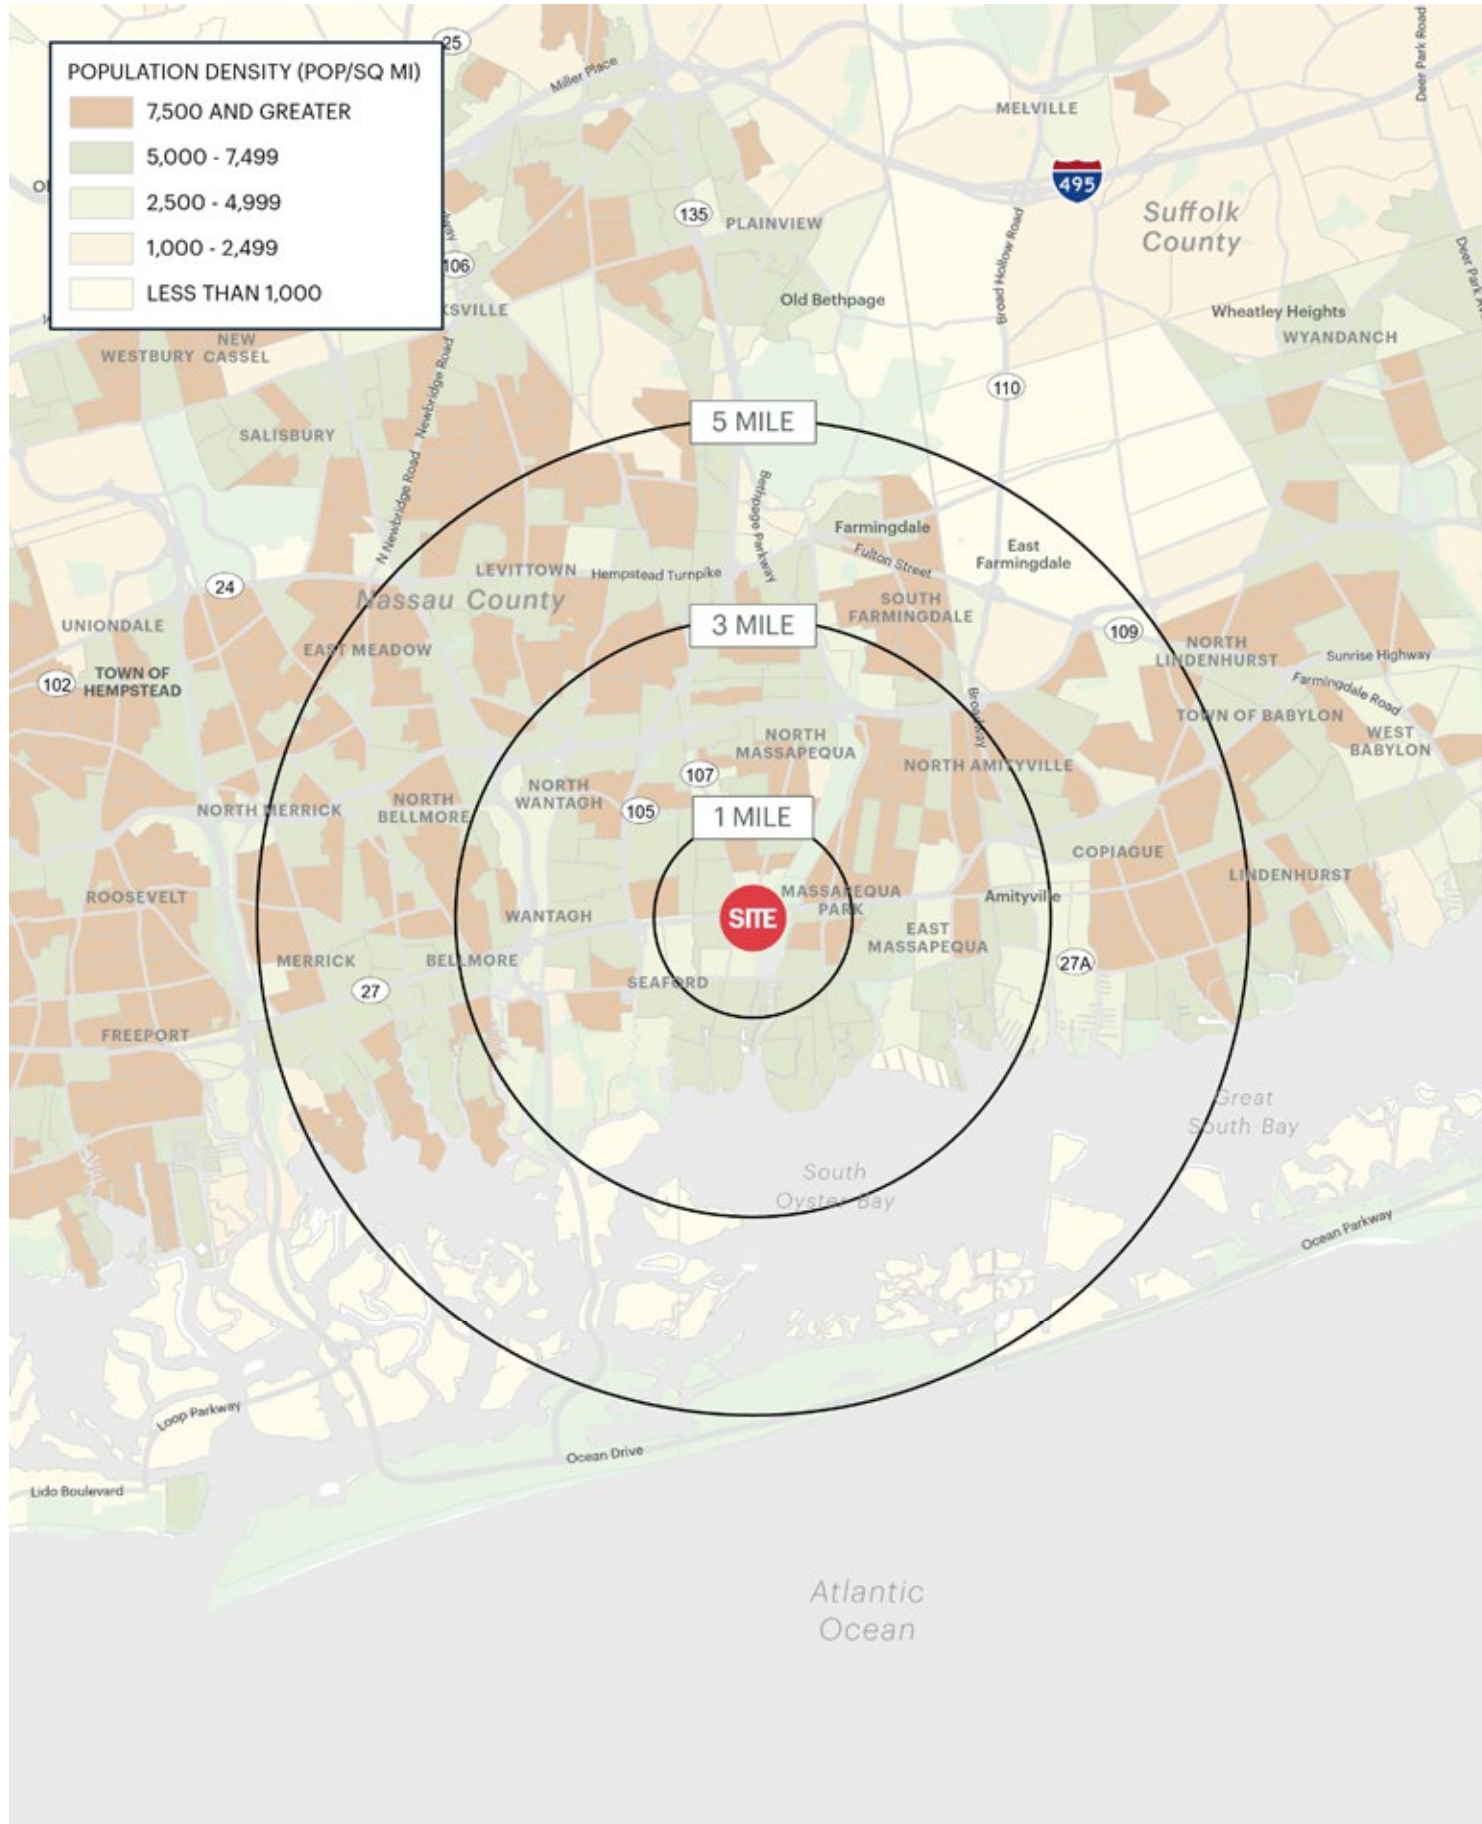 25
POPULATION DENSITY (POP/SQ MI)
7,500 AND GREATER
5,000 - 7,499
2,500 - 4,999
1,000 - 2,499
LESS THAN 1,000
Miller Place
Deer Park Road
MELVILLE
495
Suffolk
County
135
PLAINVIEW
106
Broad Hollow Road
Old Bethpage
KSVILLE
Wheatley Heights
WYANDANCH
NEW
WESTBURY CASSEL
Newbridge Road
110
5 MILE
SALISBURY
N Newbridge Road
Bethpage Parkway
Farmingdale
Fulton Street
East
Farmingdale
LEVITTOWN
Hempstead Turnpike
24
Nassau County
SOUTH
FARMINGDALE
UNIONDALE
3 MILE
109
EAST MEADOW
NORTH
LINDENHURST
Sunrise Highway
102
TOWN OF
HEMPSTEAD
Farmingdale Road
Broadway
TOWN OF BABYLON
WEST
BABYLON
NORTH
MASSAPEQUA
NORTH AMITYVILLE
107
NORTH
WANTAGH
105
NORTH MERRICK
NORTH
BELLMORE
1 MILE
COPIAGUE
LINDENHURST
ROOSEVELT
MASSAPEQUA
PARK
Amityville
WANTAGH
SITE
EAST
MASSAPEQUA
MERRICK
BELLMORE
27A
27
SEAFORD
FREEPORT
Great
South Bay
South
Oyster Bay
Ocean Parkway
Loop Parkway
Ocean Drive
Lido Boulevard
Atlantic
Ocean